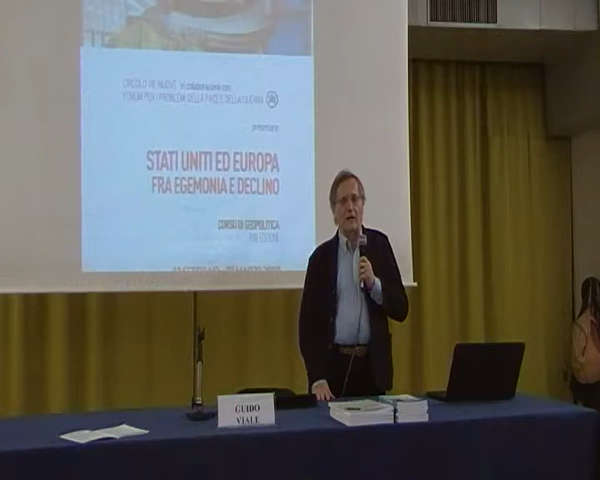 CIRCOLO VIE NUOVE in collaborazione con
FORUM PER I PROBLEMI DELLA PACE E DELLA GUERRA
presentano
STATI UNITI ED EUROPA
FRA EGEMONIA E DECLINO
CORSO DI GEOPOLITICA
GUIDO
VIALE